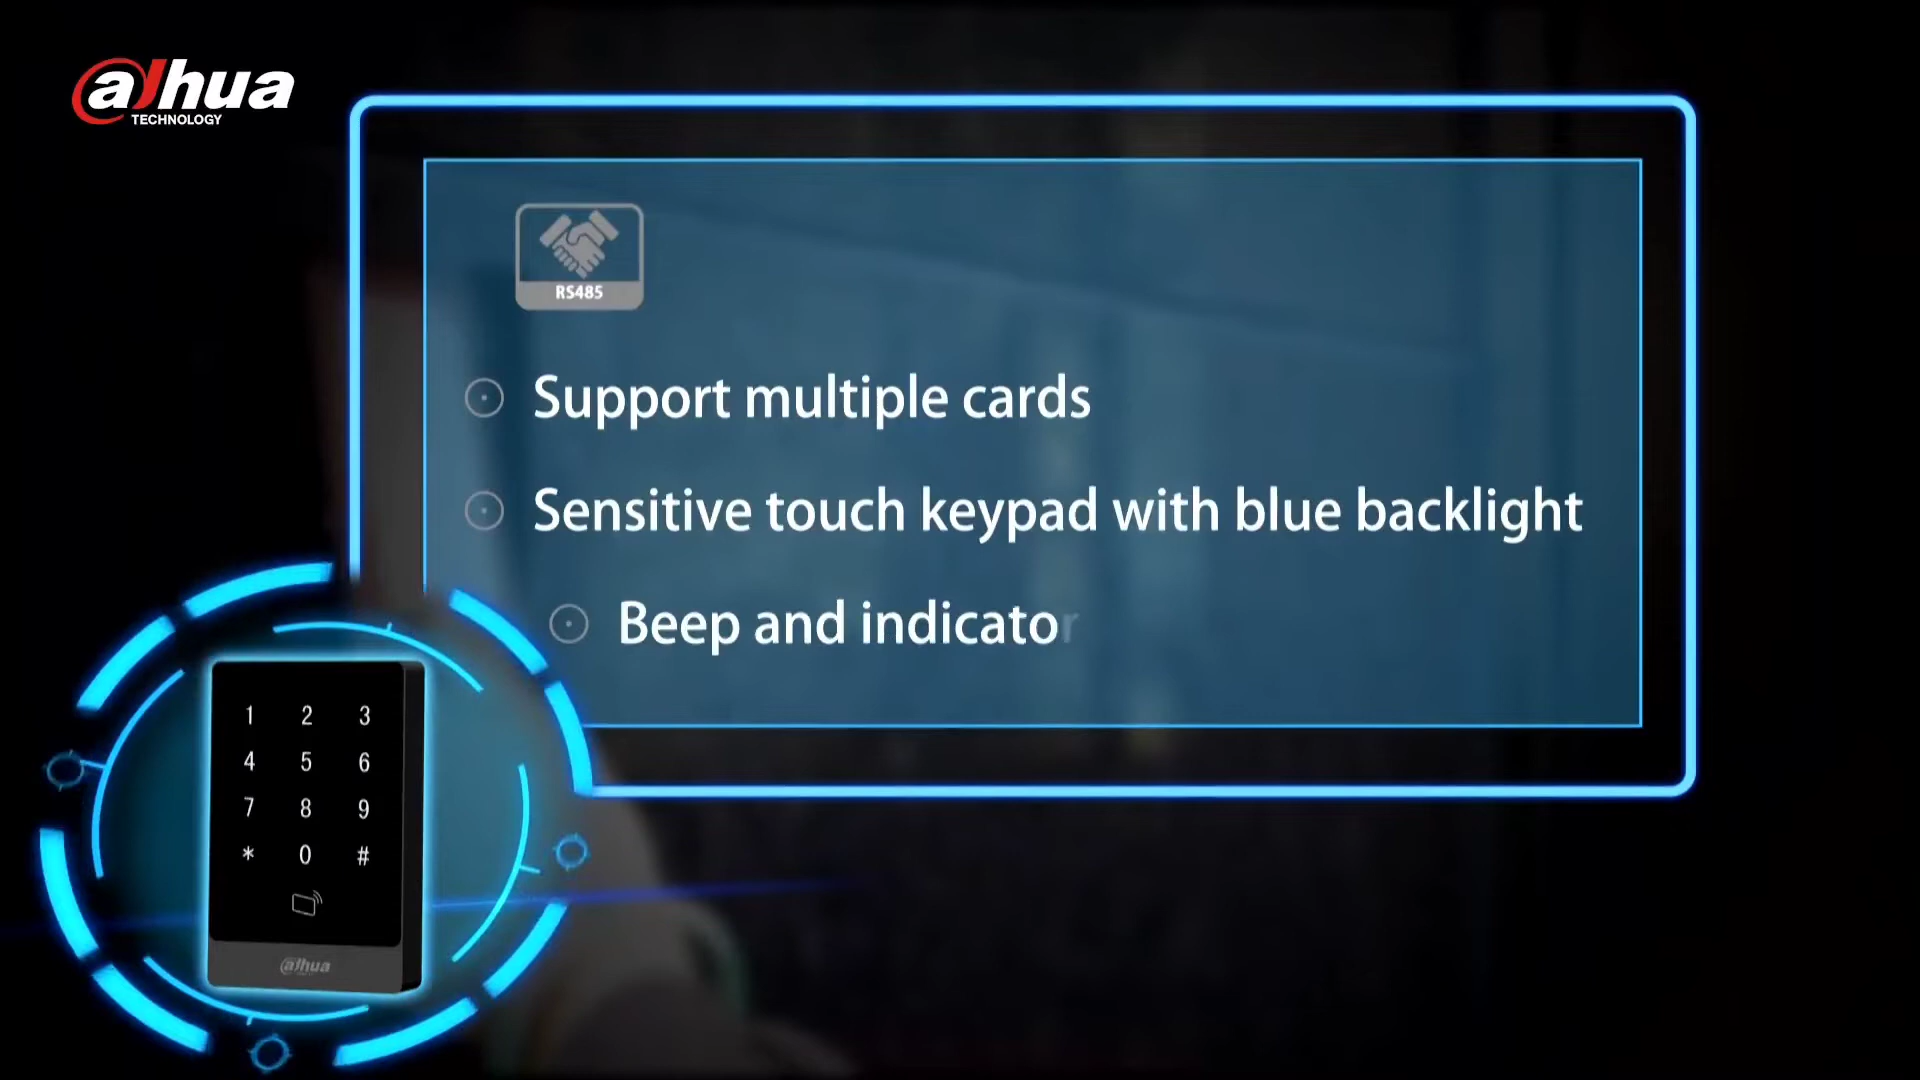 alhua
TECHNOLOGY
RS485
Support multiple cards
Sensitive touch keypad with blue backlight
Beep and indicator
1 2 3
4 5 6
7 8 9
* 0 #
alhua